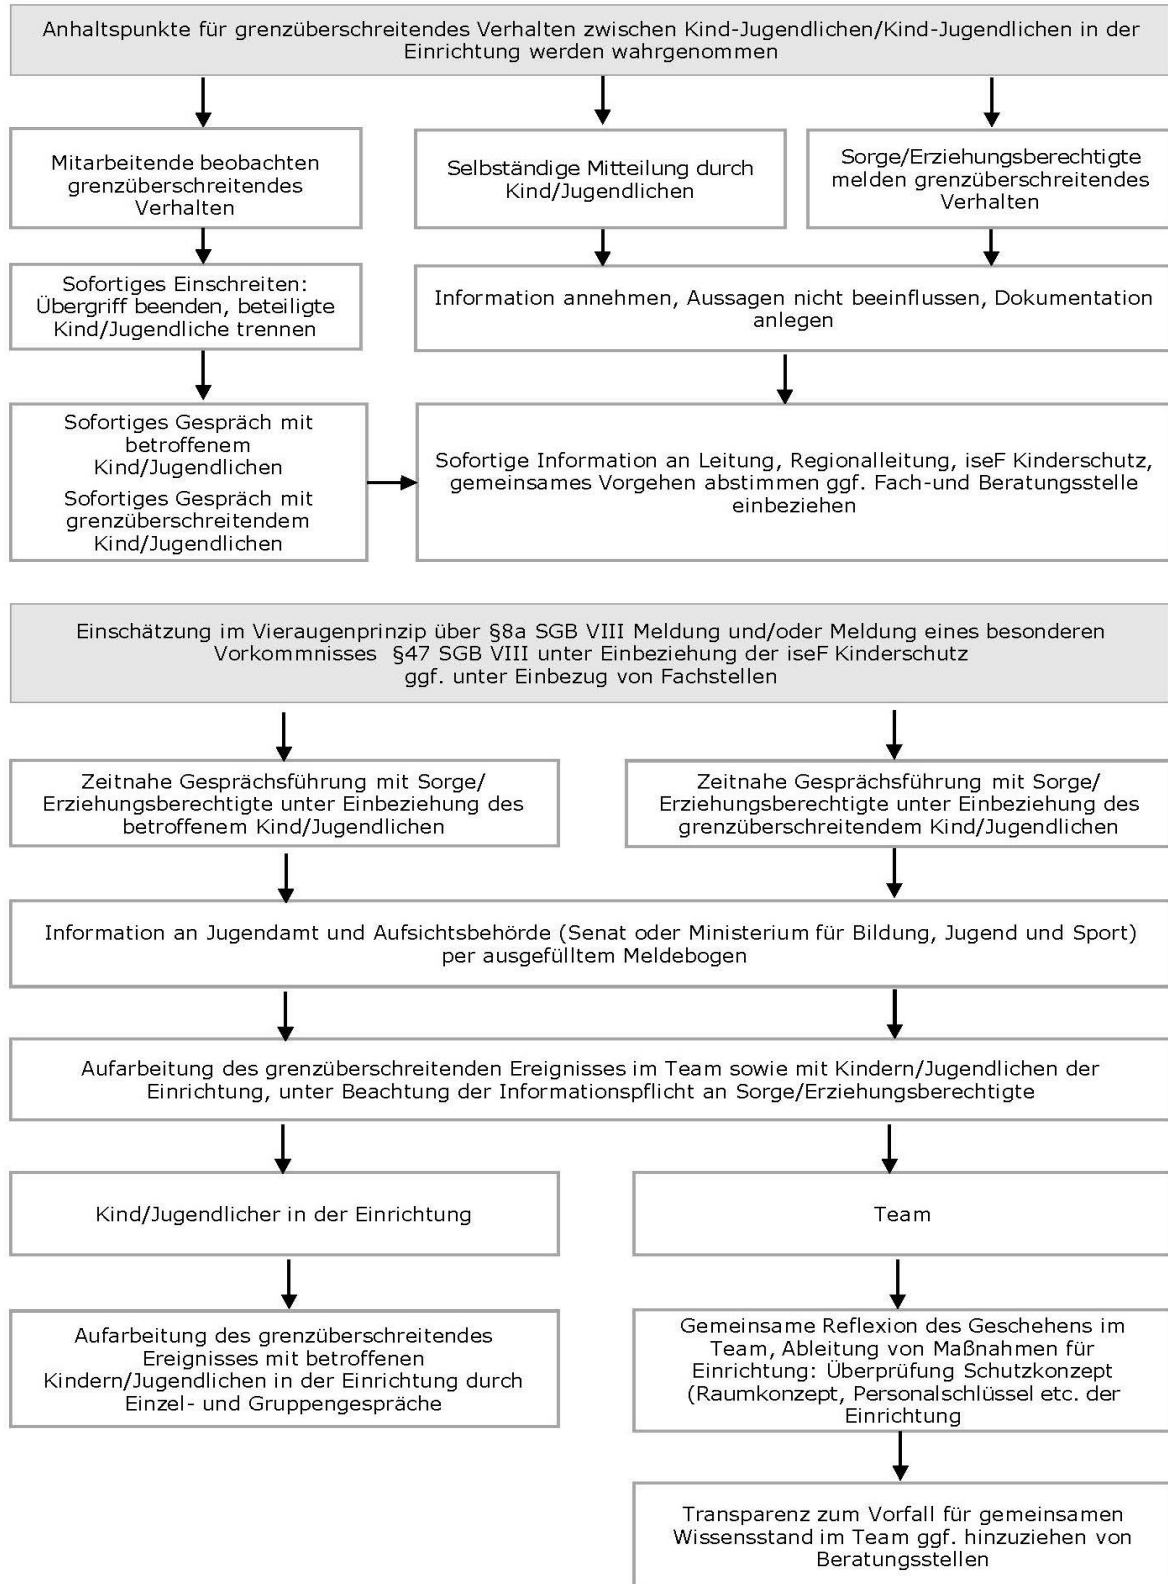 Anhaltspunkte für grenzüberschreitendes Verhalten zwischen Kind-Jugendlichen/Kind-Jugendlichen in der
Einrichtung werden wahrgenommen
Mitarbeitende beobachten
grenzüberschreitendes
Verhalten
Selbständige Mitteilung durch
Kind/Jugendlichen
Sorge/Erziehungsberechtigte
melden grenzüberschreitendes
Verhalten
Sofortiges Einschreiten:
Übergriff beenden, beteiligte
Kind/Jugendliche trennen
Information annehmen, Aussagen nicht beeinflussen, Dokumentation
anlegen
Sofortiges Gespräch mit
betroffenem
Kind/Jugendlichen
Sofortiges Gespräch mit
grenzüberschreitendem
Kind/Jugendlichen
Sofortige Information an Leitung, Regionalleitung, iseF Kinderschutz,
gemeinsames Vorgehen abstimmen ggf. Fach-und Beratungsstelle
einbeziehen
Einschätzung im Vieraugenprinzip über §8a SGB VIII Meldung und/oder Meldung eines besonderen
Vorkommnisses §47 SGB VIII unter Einbeziehung der iseF Kinderschutz
ggf. unter Einbezug von Fachstellen
Zeitnahe Gesprächsführung mit Sorge/
Erziehungsberechtigte unter Einbeziehung des
betroffenem Kind/Jugendlichen
Zeitnahe Gesprächsführung mit Sorge/
Erziehungsberechtigte unter Einbeziehung des
grenzüberschreitendem Kind/Jugendlichen
Information an Jugendamt und Aufsichtsbehörde (Senat oder Ministerium für Bildung, Jugend und Sport)
per ausgefülltem Meldebogen
Aufarbeitung des grenzüberschreitenden Ereignisses im Team sowie mit Kindern/Jugendlichen der
Einrichtung, unter Beachtung der Informationspflicht an Sorge/Erziehungsberechtigte
Kind/Jugendlicher in der Einrichtung
Team
Aufarbeitung des grenzüberschreitendes
Ereignisses mit betroffenen
Kindern/Jugendlichen in der Einrichtung durch
Einzel- und Gruppengespräche
Gemeinsame Reflexion des Geschehens im
Team, Ableitung von Maßnahmen für
Einrichtung: Überprüfung Schutzkonzept
(Raumkonzept, Personalschlüssel etc. der
Einrichtung
Transparenz zum Vorfall für gemeinsamen
Wissensstand im Team ggf. hinzuziehen von
Beratungsstellen